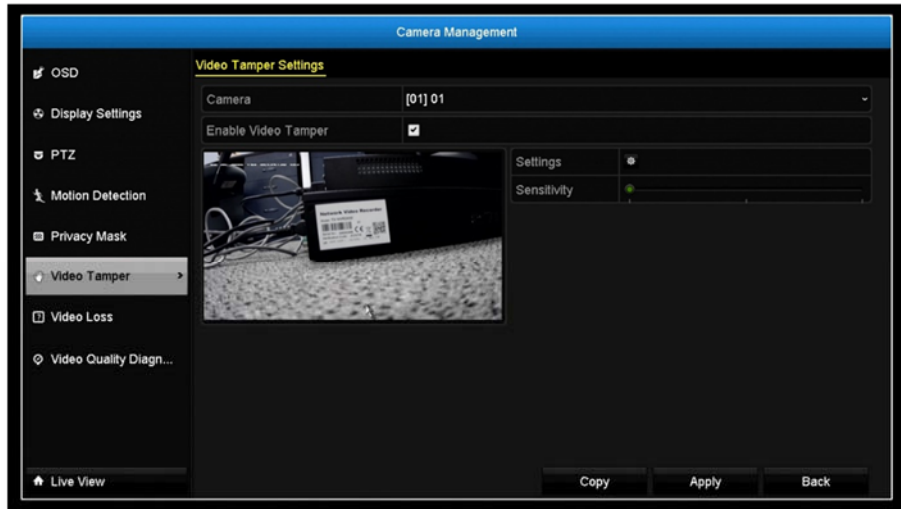 Camera Management
OSD
Display Settings
PTZ
Motion Detection
Privacy Mask
Video Tamper
Video Loss
Video Quality Diagn...
Live View
Video Tamper Settings
Camera [01] 01
Enable Video Tamper
Network Video Recorder
Settings
Sensitivity
Copy Apply Back